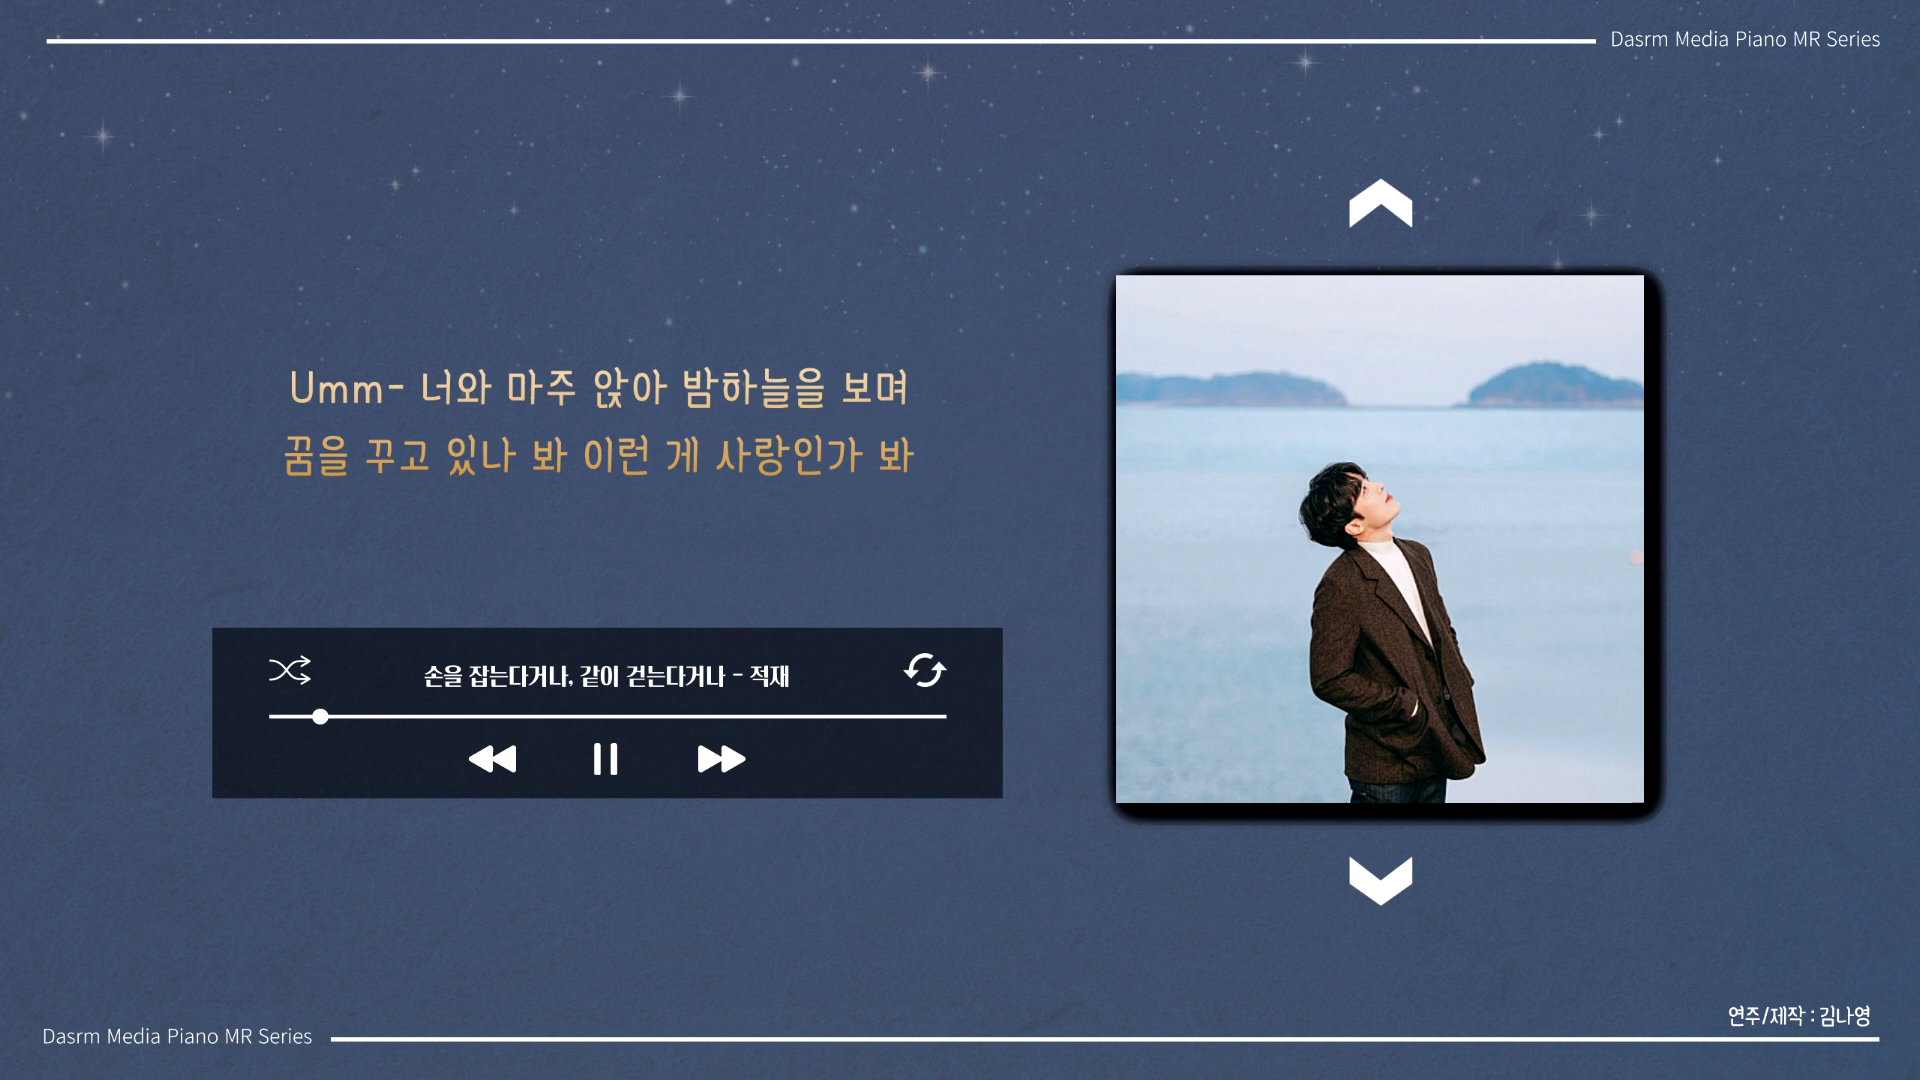 Dasrm Media Piano MR Series
Umm- 너와 마주 앉아 밤하늘을 보며
꿈을 꾸고 있나 봐 이런 게 사랑인가 봐
손을 잡는다거나, 같이 걷는다거나 - 적재
연주/제작 : 김나영
Dasrm Media Piano MR Series